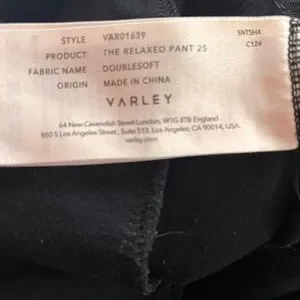 STYLE VAR01639 SNTSHA
PRODUCT THE RELAXED PANT 25 C124
FABRIC NAME DOUBLESOFT
ORIGIN MADE IN CHINA
VARLEY
64 New Cavendish Street London, W1G 8TB England
860 S Los Angeles Street, Suite 513, Los Angeles, CA 90014, USA.
varley.com